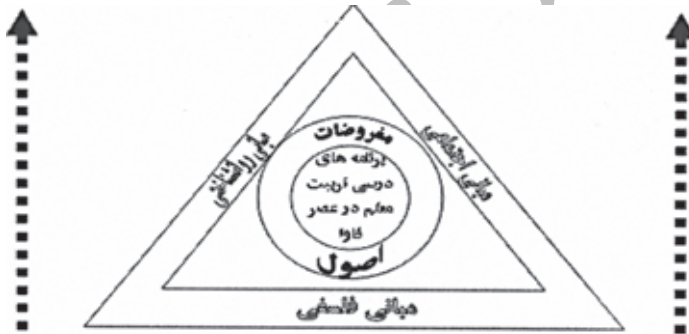 مفروضات
برنامه های
درسی تربیت
معلم در عصر
فاوا
اصول
مبانی روانشناختی
مبانی اجتماعی
مبانی فلسفی